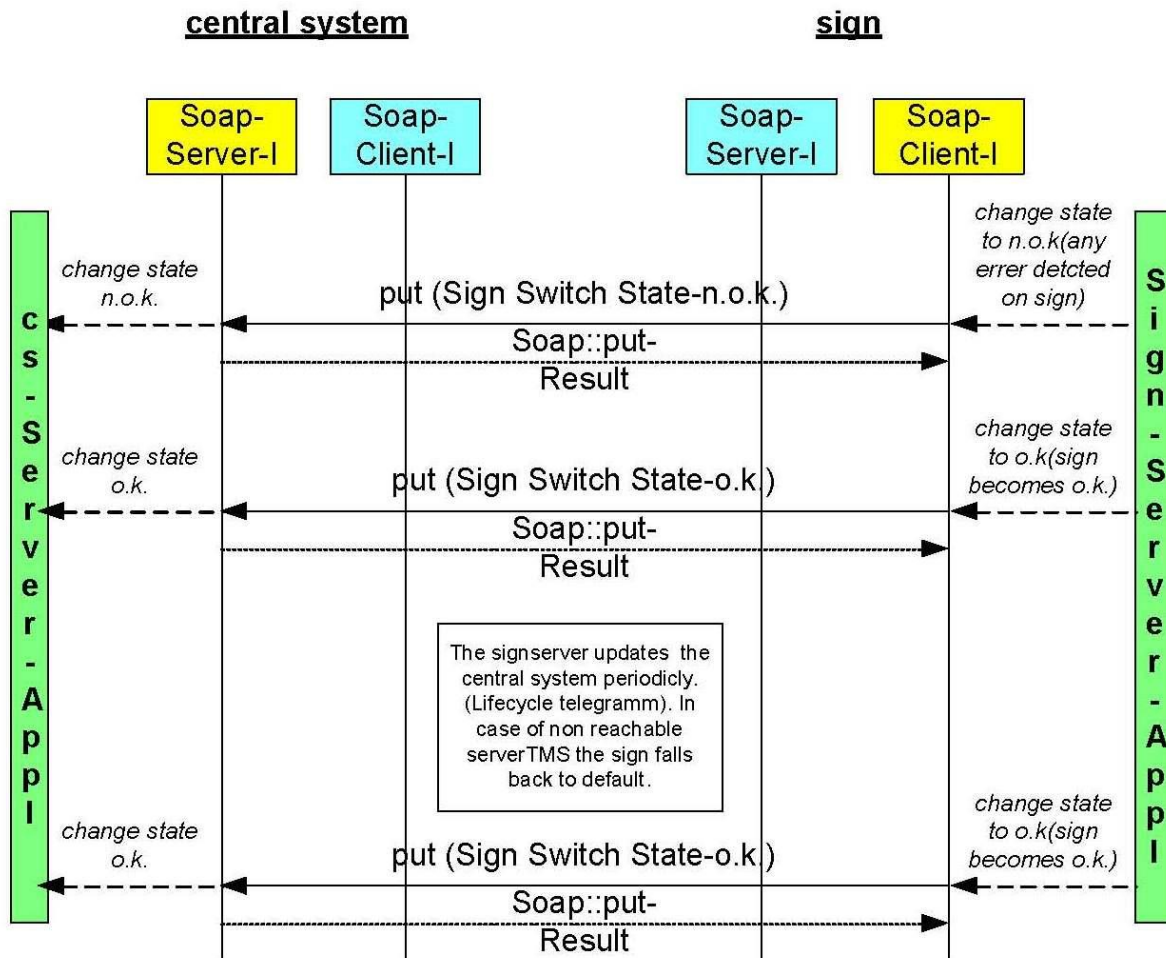 central system
sign
Soap-
Server-I
Soap-
Client-I
Soap-
Server-I
Soap-
Client-I
cs-Server-Appl
Sign-Server-Appl
change state
n.o.k.
put (Sign Switch State-n.o.k.)
change state
to n.o.k(any
errer detcted
on sign)
Soap::put-
Result
change state
o.k.
put (Sign Switch State-o.k.)
change state
to o.k(sign
becomes o.k.)
Soap::put-
Result
The signserver updates the
central system periodicly.
(Lifecycle telegramm). In
case of non reachable
serverTMS the sign falls
back to default.
change state
o.k.
put (Sign Switch State-o.k.)
change state
to o.k(sign
becomes o.k.)
Soap::put-
Result